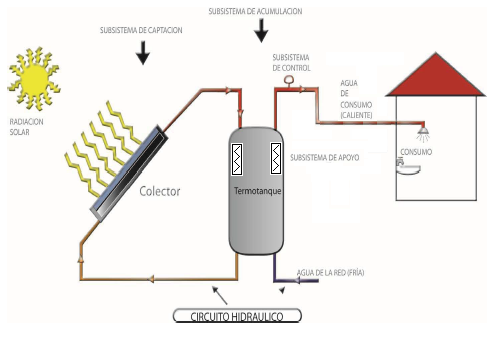 SUBSISTEMA DE ACUMULACION
SUBSISTEMA DE CAPTACION
SUBSISTEMA
DE CONTROL
AGUA
DE
CONSUMO
(CALIENTE)
RADIACION
SOLAR
CONSUMO
SUBSISTEMA DE APOYO
Colector
Termotanque
AGUA DE LA RED (FRÍA)
CIRCUITO HIDRAULICO